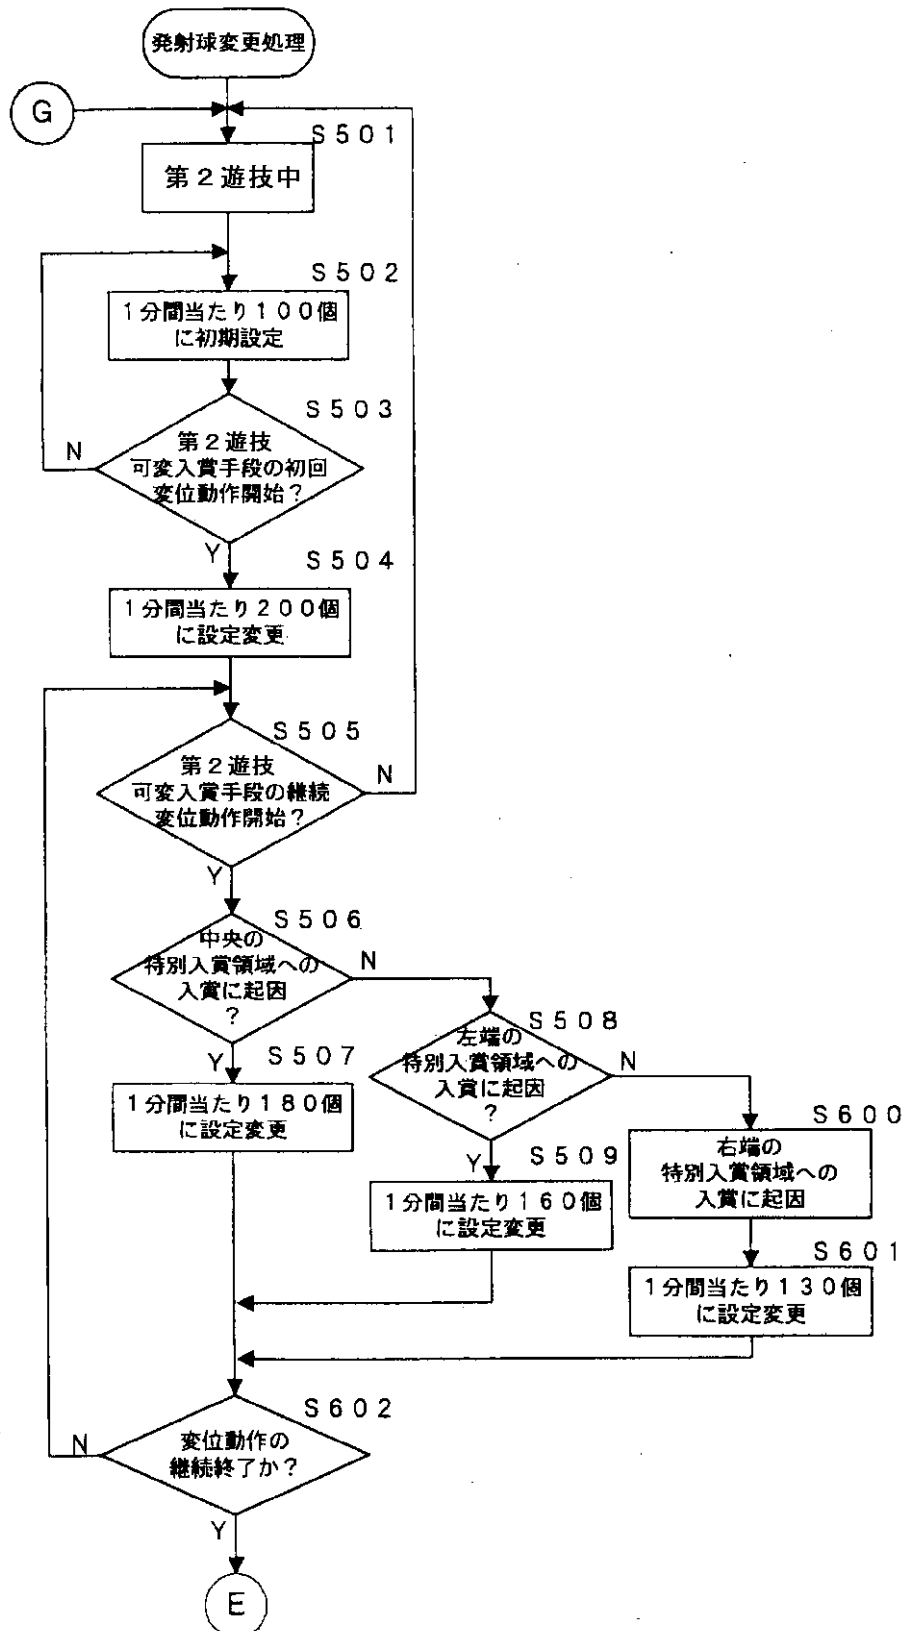 発射球変更処理
G
S501
第2遊技中
S502
1分間当たり100個
に初期設定
S503
第2遊技
可変入賞手段の初回
変位動作開始?
N
Y
S504
1分間当たり200個
に設定変更
S505
第2遊技
可変入賞手段の継続
変位動作開始?
N
Y
S506
中央の
特別入賞領域への
入賞に起因
?
N
Y
S507
1分間当たり180個
に設定変更
S508
左端の
特別入賞領域への
入賞に起因
?
N
Y
S509
1分間当たり160個
に設定変更
S600
右端の
特別入賞領域への
入賞に起因
S601
1分間当たり130個
に設定変更
S602
変位動作の
継続終了か?
N
Y
E